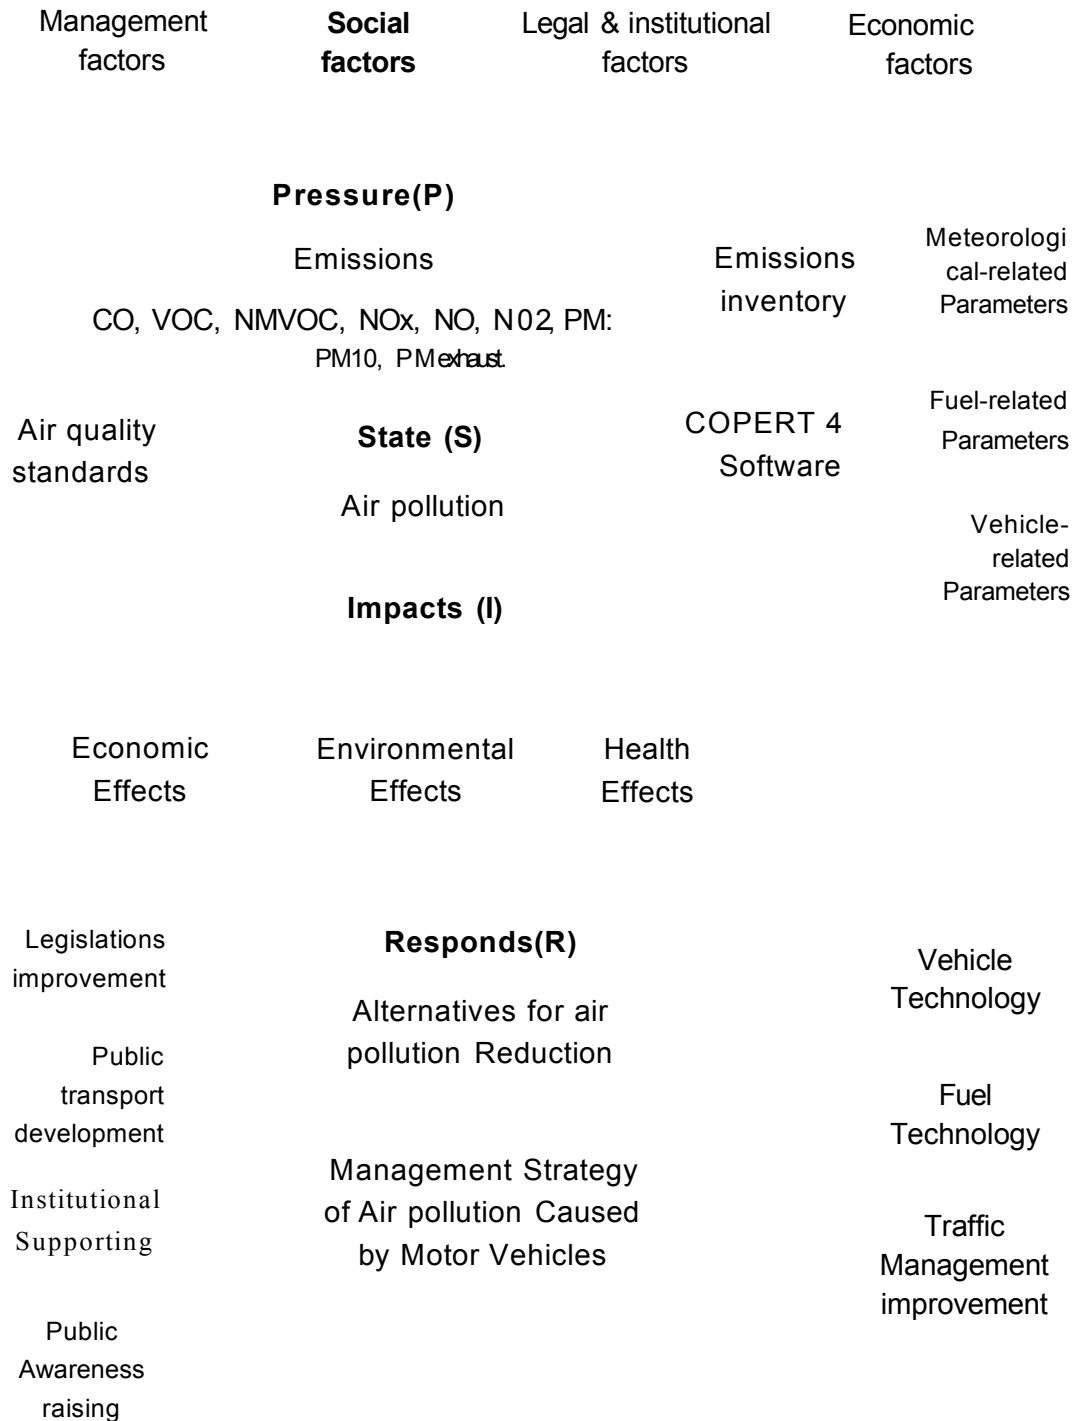 Management
factors
Social
factors
Legal & institutional
factors
Economic
factors
Pressure(P)
Emissions
CO, VOC, NMVOC, NOx, NO, N02, PM:
PM10, PMexhaust.
Emissions
inventory
Meteorologi
cal-related
Parameters
Air quality
standards
State (S)
Air pollution
COPERT 4
Software
Fuel-related
Parameters
Vehicle-
related
Parameters
Impacts (I)
Economic
Effects
Environmental
Effects
Health
Effects
Legislations
improvement
Public
transport
development
Institutional
Supporting
Public
Awareness
raising
Responds(R)
Alternatives for air
pollution Reduction
Management Strategy
of Air pollution Caused
by Motor Vehicles
Vehicle
Technology
Fuel
Technology
Traffic
Management
improvement